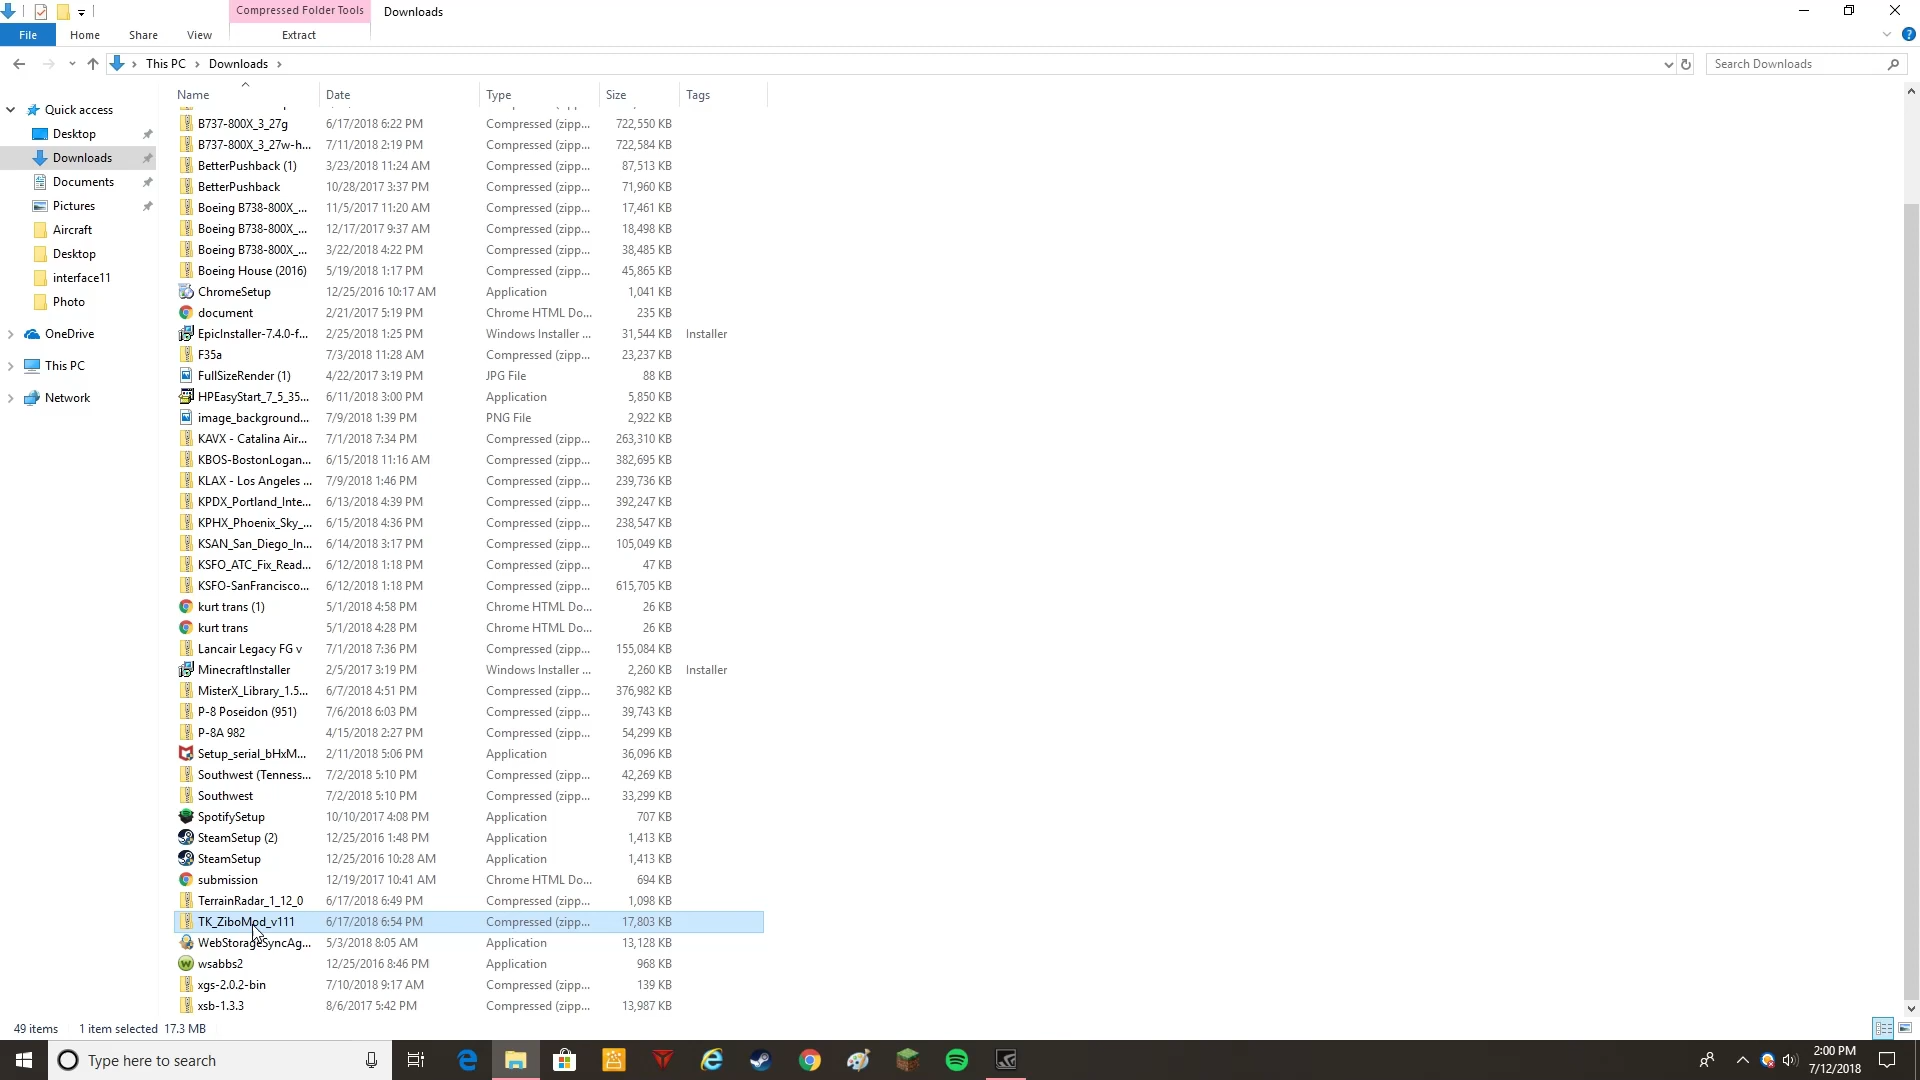 Compressed Folder Tools Downloads
File Home Share View Extract
This PC Downloads Search Downloads
Name Date Type Size Tags
Quick access
Desktop
Downloads
Documents
Pictures
Aircraft
Desktop
interface11
Photo
OneDrive
This PC
Network
B737-800X_3_27g 6/17/2018 6:22 PM Compressed (zipp... 722,550 KB
B737-800X_3_27w-h... 7/11/2018 2:19 PM Compressed (zipp... 722,584 KB
BetterPushback (1) 3/23/2018 11:24 AM Compressed (zipp... 87,513 KB
BetterPushback 10/28/2017 3:37 PM Compressed (zipp... 71,960 KB
Boeing B738-800X_... 11/5/2017 11:20 AM Compressed (zipp... 17,461 KB
Boeing B738-800X_... 12/17/2017 9:37 AM Compressed (zipp... 18,498 KB
Boeing B738-800X_... 3/22/2018 4:22 PM Compressed (zipp... 38,485 KB
Boeing House (2016) 5/19/2018 1:17 PM Compressed (zipp... 45,865 KB
ChromeSetup 12/25/2016 10:17 AM Application 1,041 KB
document 2/21/2017 5:19 PM Chrome HTML Do... 235 KB
EpicInstaller-7.4.0-f... 2/25/2018 1:25 PM Windows Installer ... 31,544 KB Installer
F35a 7/3/2018 11:28 AM Compressed (zipp... 23,237 KB
FullSizeRender (1) 4/22/2017 3:19 PM JPG File 88 KB
HPEasyStart_7_5_35... 6/11/2018 3:00 PM Application 5,850 KB
image_background... 7/9/2018 1:39 PM PNG File 2,922 KB
KAVX - Catalina Air... 7/1/2018 7:34 PM Compressed (zipp... 263,310 KB
KBOS-BostonLogan... 6/15/2018 11:16 AM Compressed (zipp... 382,695 KB
KLAX - Los Angeles ... 7/9/2018 1:46 PM Compressed (zipp... 239,736 KB
KPDX_Portland_Inte... 6/13/2018 4:39 PM Compressed (zipp... 392,247 KB
KPHX_Phoenix_Sky_... 6/15/2018 4:36 PM Compressed (zipp... 238,547 KB
KSAN_San_Diego_In... 6/14/2018 3:17 PM Compressed (zipp... 105,049 KB
KSFO_ATC_Fix_Read... 6/12/2018 1:18 PM Compressed (zipp... 47 KB
KSFO-SanFrancisco... 6/12/2018 1:18 PM Compressed (zipp... 615,705 KB
kurt trans (1) 5/1/2018 4:58 PM Chrome HTML Do... 26 KB
kurt trans 5/1/2018 4:28 PM Chrome HTML Do... 26 KB
Lancair Legacy FG v 7/1/2018 7:36 PM Compressed (zipp... 155,084 KB
MinecraftInstaller 2/5/2017 3:19 PM Windows Installer ... 2,260 KB Installer
MisterX_Library_1.5... 6/7/2018 4:51 PM Compressed (zipp... 376,982 KB
P-8 Poseidon (951) 7/6/2018 6:03 PM Compressed (zipp... 39,743 KB
P-8A 982 4/15/2018 2:27 PM Compressed (zipp... 54,299 KB
Setup_serial_bHxM... 2/11/2018 5:06 PM Application 36,096 KB
Southwest (Tenness... 7/2/2018 5:10 PM Compressed (zipp... 42,269 KB
Southwest 7/2/2018 5:10 PM Compressed (zipp... 33,299 KB
SpotifySetup 10/10/2017 4:08 PM Application 707 KB
SteamSetup (2) 12/25/2016 1:48 PM Application 1,413 KB
SteamSetup 12/25/2016 10:28 AM Application 1,413 KB
submission 12/19/2017 10:41 AM Chrome HTML Do... 694 KB
TerrainRadar_1_12_0 6/17/2018 6:49 PM Compressed (zipp... 1,098 KB
TK_ZiboMod_v111 6/17/2018 6:54 PM Compressed (zipp... 17,803 KB
WebStorageSyncAg... 5/3/2018 8:05 AM Application 13,128 KB
wsabbs2 12/25/2016 8:46 PM Application 968 KB
xgs-2.0.2-bin 7/10/2018 9:17 AM Compressed (zipp... 139 KB
xsb-1.3.3 8/6/2017 5:42 PM Compressed (zipp... 13,987 KB
49 items 1 item selected 17.3 MB
Type here to search
2:00 PM
7/12/2018